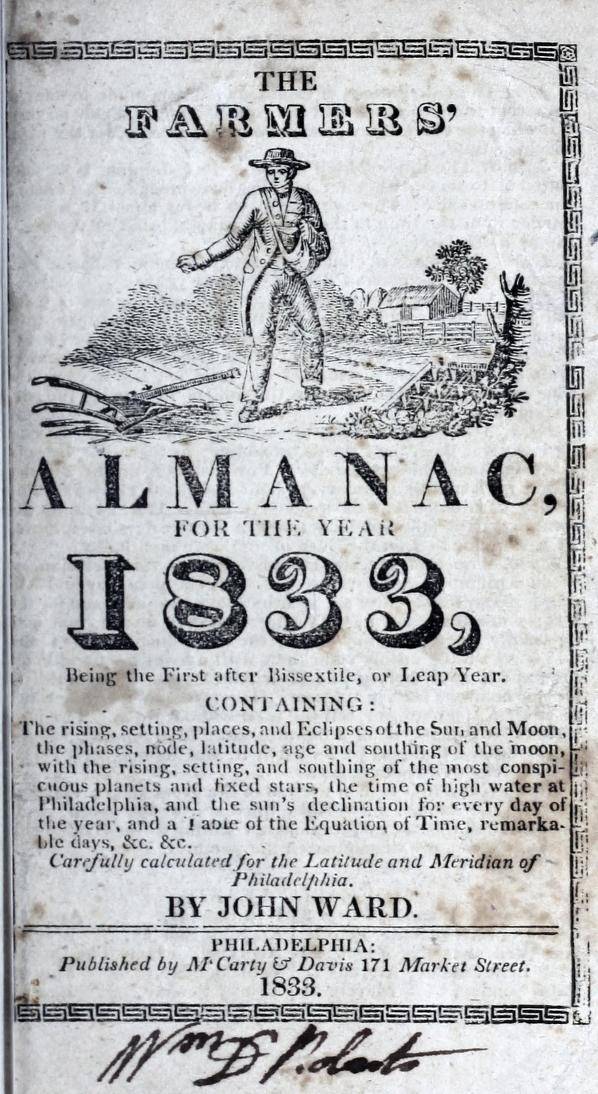 THE
FARMERS'
ALMANAC,
FOR THE YEAR
1833,
Being the First after Bissextile, or Leap Year.
CONTAINING:
The rising, setting, places, and Eclipses of the Sun and Moon,
the phases, node, latitude, age and southing of the moon,
with the rising, setting, and southing of the most conspi-
cuous planets and fixed stars, the time of high water at
Philadelphia, and the sun's declination for every day of
the year, and a Table of the Equation of Time, remarka-
ble days, &c. &c.
Carefully calculated for the Latitude and Meridian of
Philadelphia.
BY JOHN WARD.
PHILADELPHIA:
Published by M'Carty & Davis 171 Market Street.
1833.
Wm D Roberts